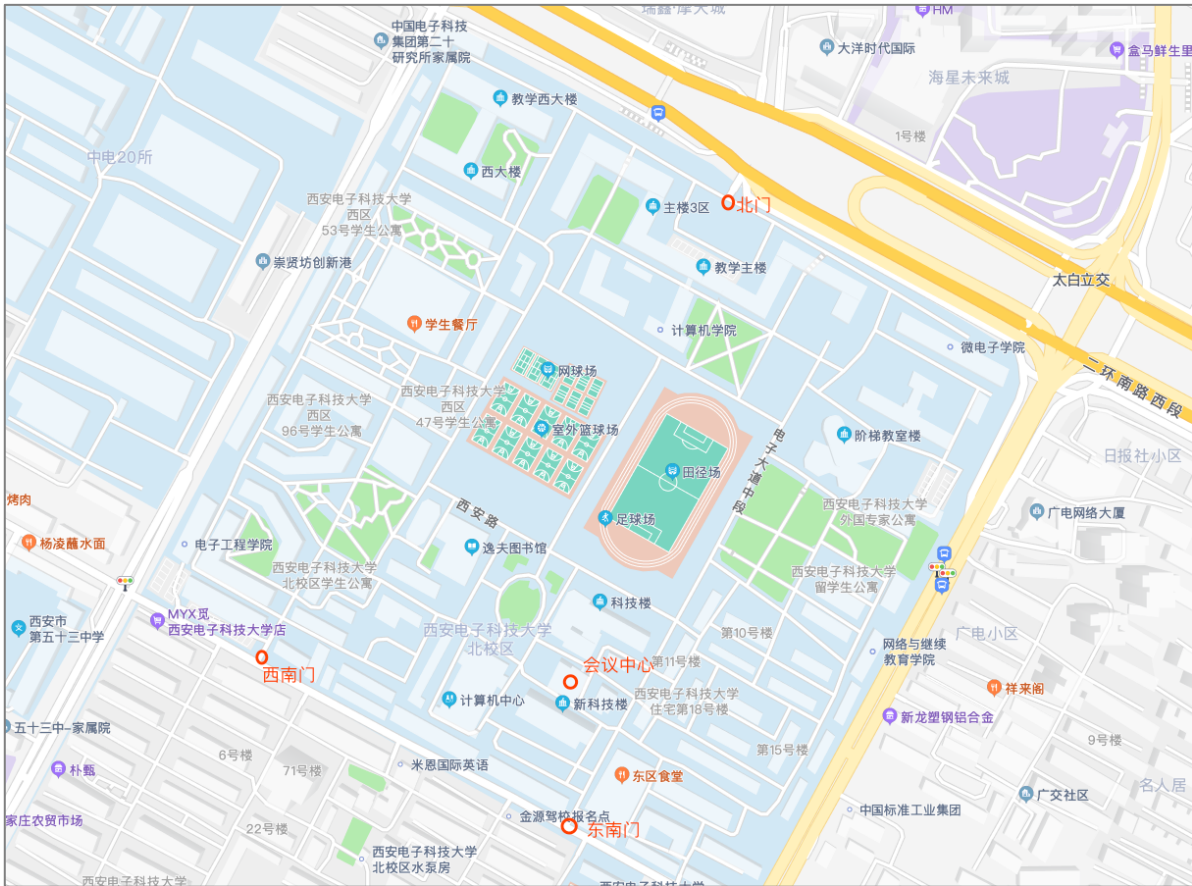 瑞鑫·摩天城
HM
中国电子科技
集团第二十
研究所家属院
大洋时代国际
盒马鲜生里
海星未来城
教学西大楼
1号楼
中电20所
西大楼
西安电子科技大学
西区
53号学生公寓
主楼3区
北门
崇贤坊创新港
教学主楼
太白立交
学生餐厅
计算机学院
微电子学院
二环南路西段
网球场
西安电子科技大学
西区
47号学生公寓
西安电子科技大学
西区
96号学生公寓
室外篮球场
电子大道中段
阶梯教室楼
日报社小区
田径场
烤肉
西安路
足球场
西安电子科技大学
外国专家公寓
广电网络大厦
杨凌蘸水面
电子工程学院
逸夫图书馆
西安电子科技大学
北校区学生公寓
西安电子科技大学
留学生公寓
科技楼
MYX觅
西安电子科技大学店
西安市
第五十三中学
西安电子科技大学
北校区
第10号楼
广电小区
网络与继续
教育学院
西南门
会议中心
第11号楼
西安电子科技大学
住宅第18号楼
祥来阁
计算机中心
新科技楼
新龙塑钢铝合金
五十三中-家属院
6号楼
71号楼
米恩国际英语
第15号楼
9号楼
朴甄
东区食堂
名人居
广交社区
家庄农贸市场
22号楼
金源驾校报名点
东南门
中国标准工业集团
西安电子科技大学
北校区水泵房
西安电子科技大学
西安电子科技大学